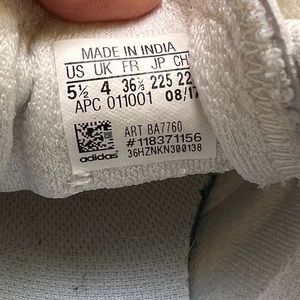 MADE IN INDIA
US UK FR JP CH
5½ 4 36⅔ 225 22
APC 011001 08/17
ART BA7760
#118371156
36HZNKN300138
adidas